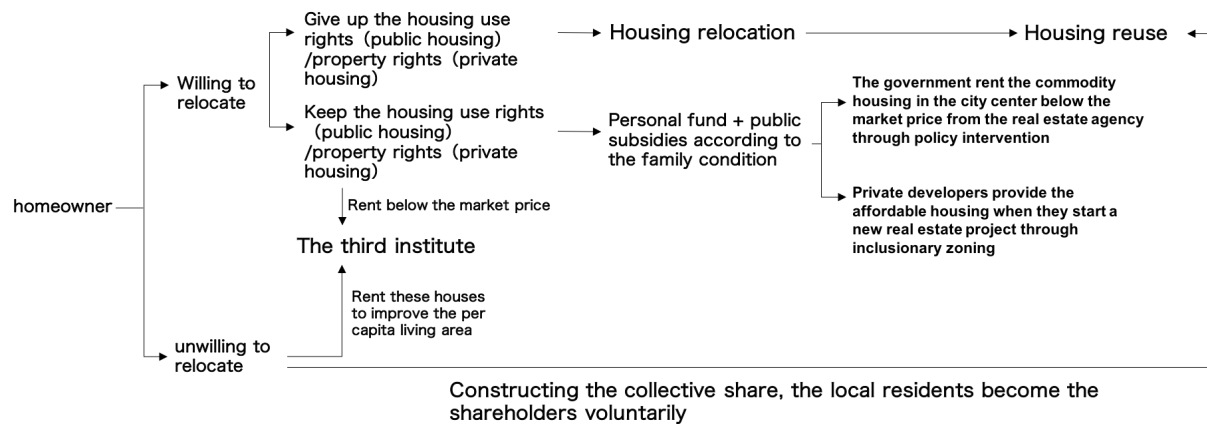 Give up the housing use
rights (public housing)
/property rights (private
housing)
Housing relocation
Housing reuse
Willing to
relocate
Keep the housing use rights
(public housing)
/property rights (private
housing)
Personal fund + public
subsidies according to
the family condition
The government rent the commodity
housing in the city center below the
market price from the real estate agency
through policy intervention
Private developers provide the
affordable housing when they start a
new real estate project through
inclusionary zoning
homeowner
Rent below the market price
The third institute
Rent these houses
to improve the per
capita living area
unwilling to
relocate
Constructing the collective share, the local residents become the
shareholders voluntarily